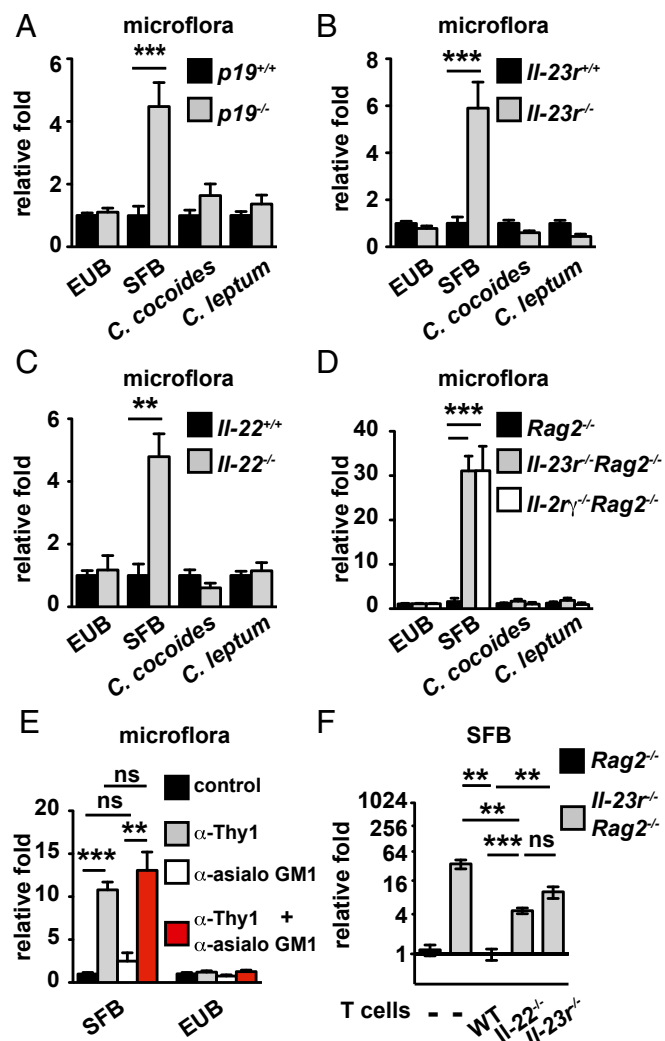 A
microflora
relative fold
6
4
2
0
***
p19+/+
p19-/-
EUB
SFB
C. cocoides
C. leptum
B
microflora
relative fold
8
6
4
2
0
***
Il-23r+/+
Il-23r-/-
EUB
SFB
C. cocoides
C. leptum
C
microflora
relative fold
6
4
2
0
**
Il-22+/+
Il-22-/-
EUB
SFB
C. cocoides
C. leptum
D
microflora
relative fold
40
30
20
10
0
***
Rag2-/-
Il-23r-/-Rag2-/-
Il-2rγ-/-Rag2-/-
EUB
SFB
C. cocoides
C. leptum
E
microflora
relative fold
20
15
10
5
0
ns
ns
***
**
control
α-Thy1
α-asialo GM1
α-Thy1 +
α-asialo GM1
SFB
EUB
F
SFB
relative fold
1024
256
64
16
4
1
** **
**
*** ns
Rag2-/-
Il-23r-/-
Rag2-/-
T cells - - WT Il-22-/- Il-23r-/-